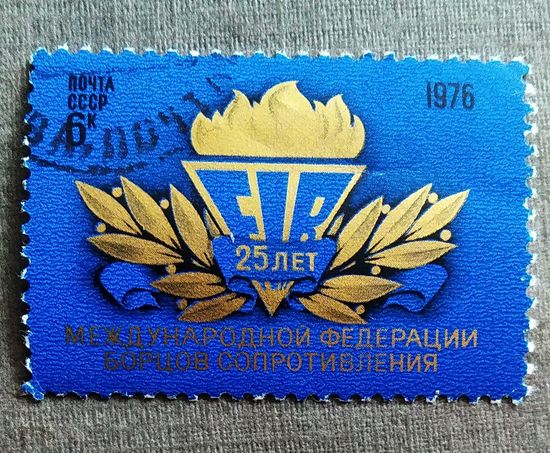 ПОЧТА
СССР
6К
1976
FIR
25 ЛЕТ
МЕЖДУНАРОДНОЙ ФЕДЕРАЦИИ
БОРЦОВ СОПРОТИВЛЕНИЯ